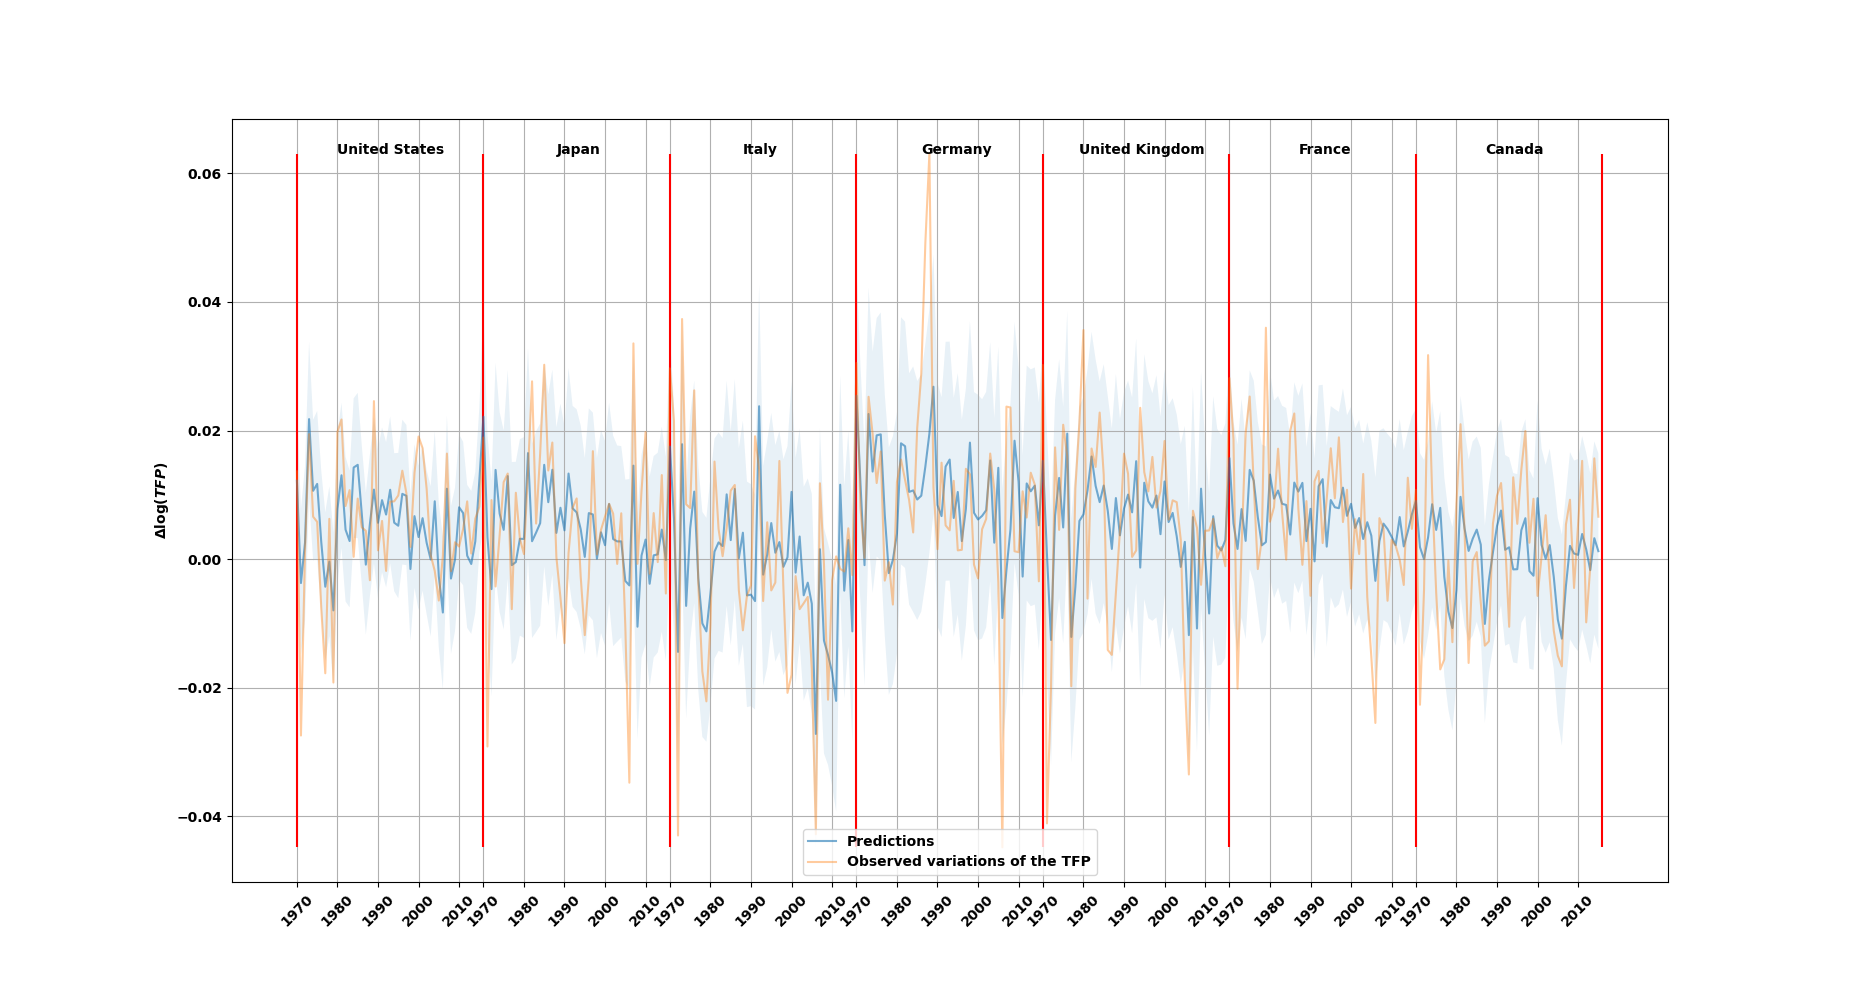 United States Japan Italy Germany United Kingdom France Canada
0.06
0.04
0.02
0.00
−0.02
−0.04
Δlog(TFP)
Predictions
Observed variations of the TFP
1970 1980 1990 2000 2010 1970 1980 1990 2000 2010 1970 1980 1990 2000 2010 1970 1980 1990 2000 2010 1970 1980 1990 2000 2010 1970 1980 1990 2000 2010 1970 1980 1990 2000 2010